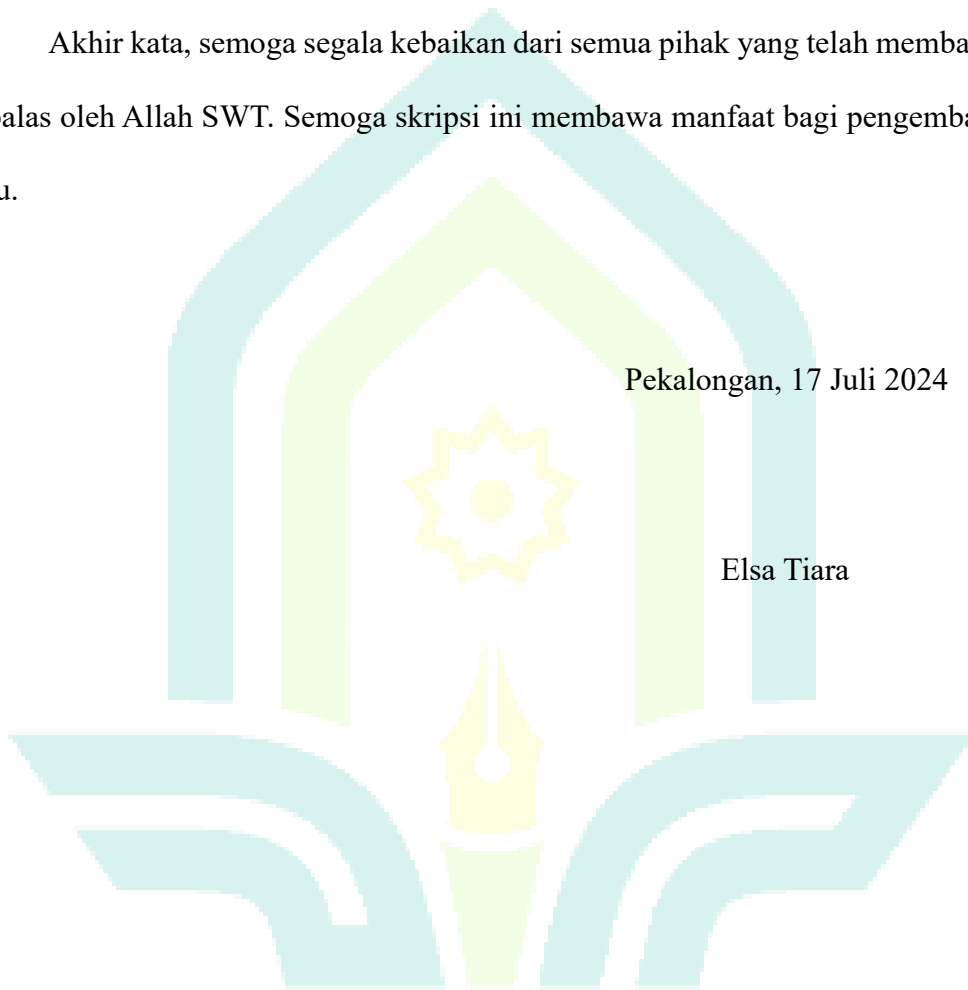 Akhir kata, semoga segala kebaikan dari semua pihak yang telah memba
alas oleh Allah SWT. Semoga skripsi ini membawa manfaat bagi pengemba
u.
Pekalongan, 17 Juli 2024
Elsa Tiara